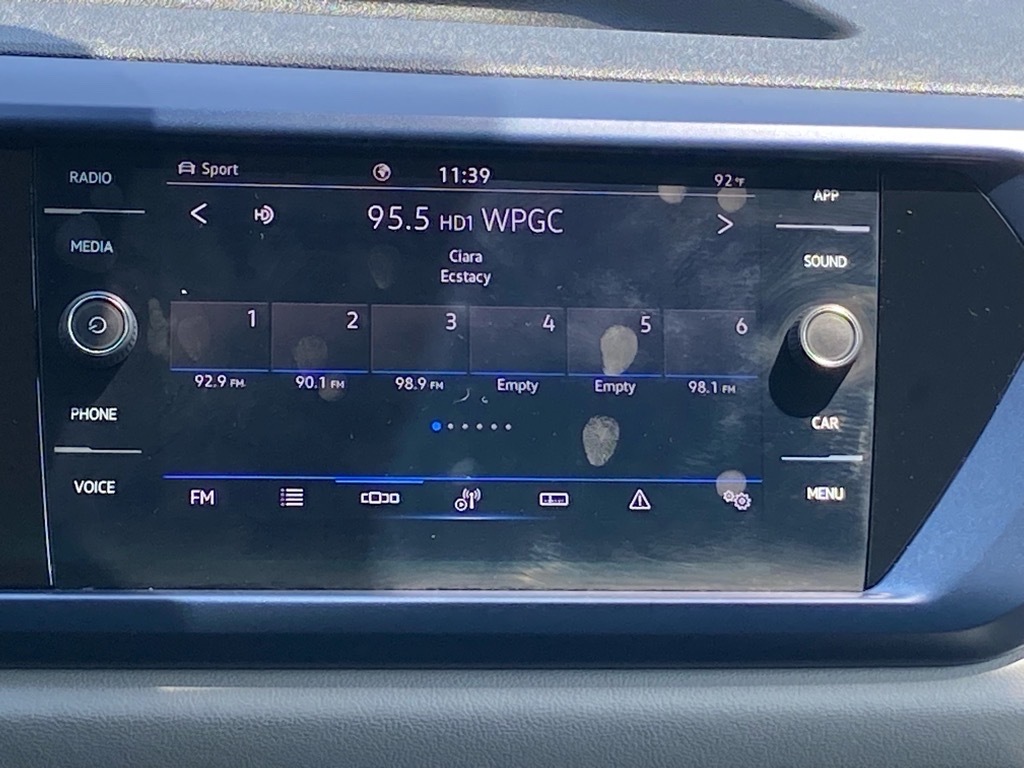 RADIO
MEDIA
PHONE
VOICE
Sport
11:39
92°F
HD
95.5 HD1 WPGC
Ciara
Ecstacy
1
92.9 FM
2
90.1 FM
3
98.9 FM
4
Empty
5
Empty
6
98.1 FM
FM
APP
SOUND
CAR
MENU